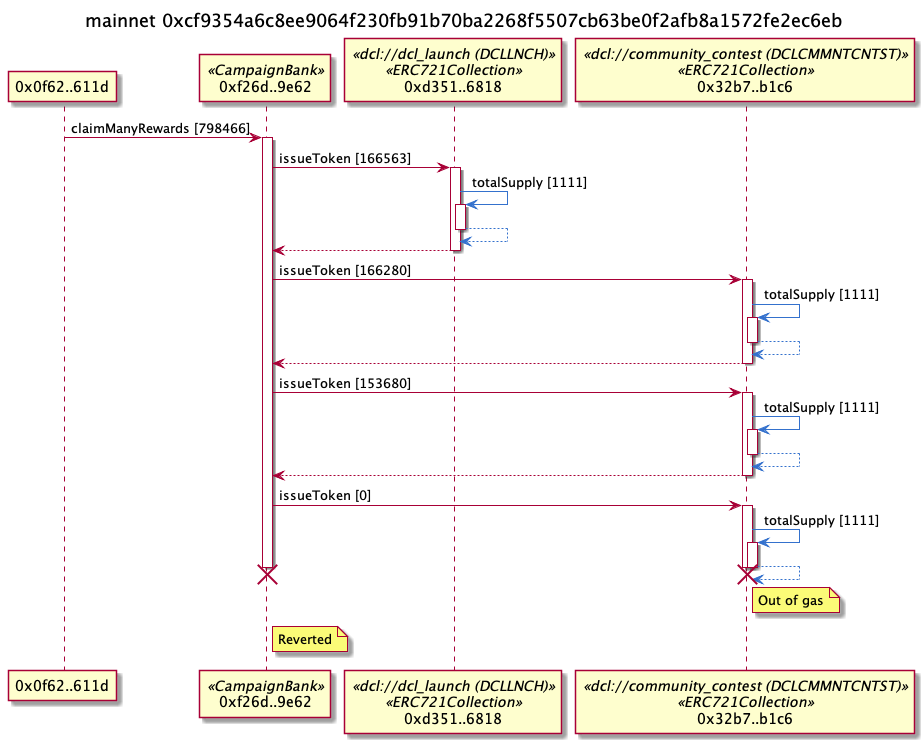 mainnet 0xcf9354a6c8ee9064f230fb91b70ba2268f5507cb63be0f2afb8a1572fe2ec6eb
0x0f62..611d
«CampaignBank»
0xf26d..9e62
«dcl://dcl_launch (DCLLNCH)»
«ERC721Collection»
0xd351..6818
«dcl://community_contest (DCLCMMNTCNTST)»
«ERC721Collection»
0x32b7..b1c6
claimManyRewards [798466]
issueToken [166563]
totalSupply [1111]
issueToken [166280]
totalSupply [1111]
issueToken [153680]
totalSupply [1111]
issueToken [0]
totalSupply [1111]
Out of gas
Reverted
0x0f62..611d
«CampaignBank»
0xf26d..9e62
«dcl://dcl_launch (DCLLNCH)»
«ERC721Collection»
0xd351..6818
«dcl://community_contest (DCLCMMNTCNTST)»
«ERC721Collection»
0x32b7..b1c6